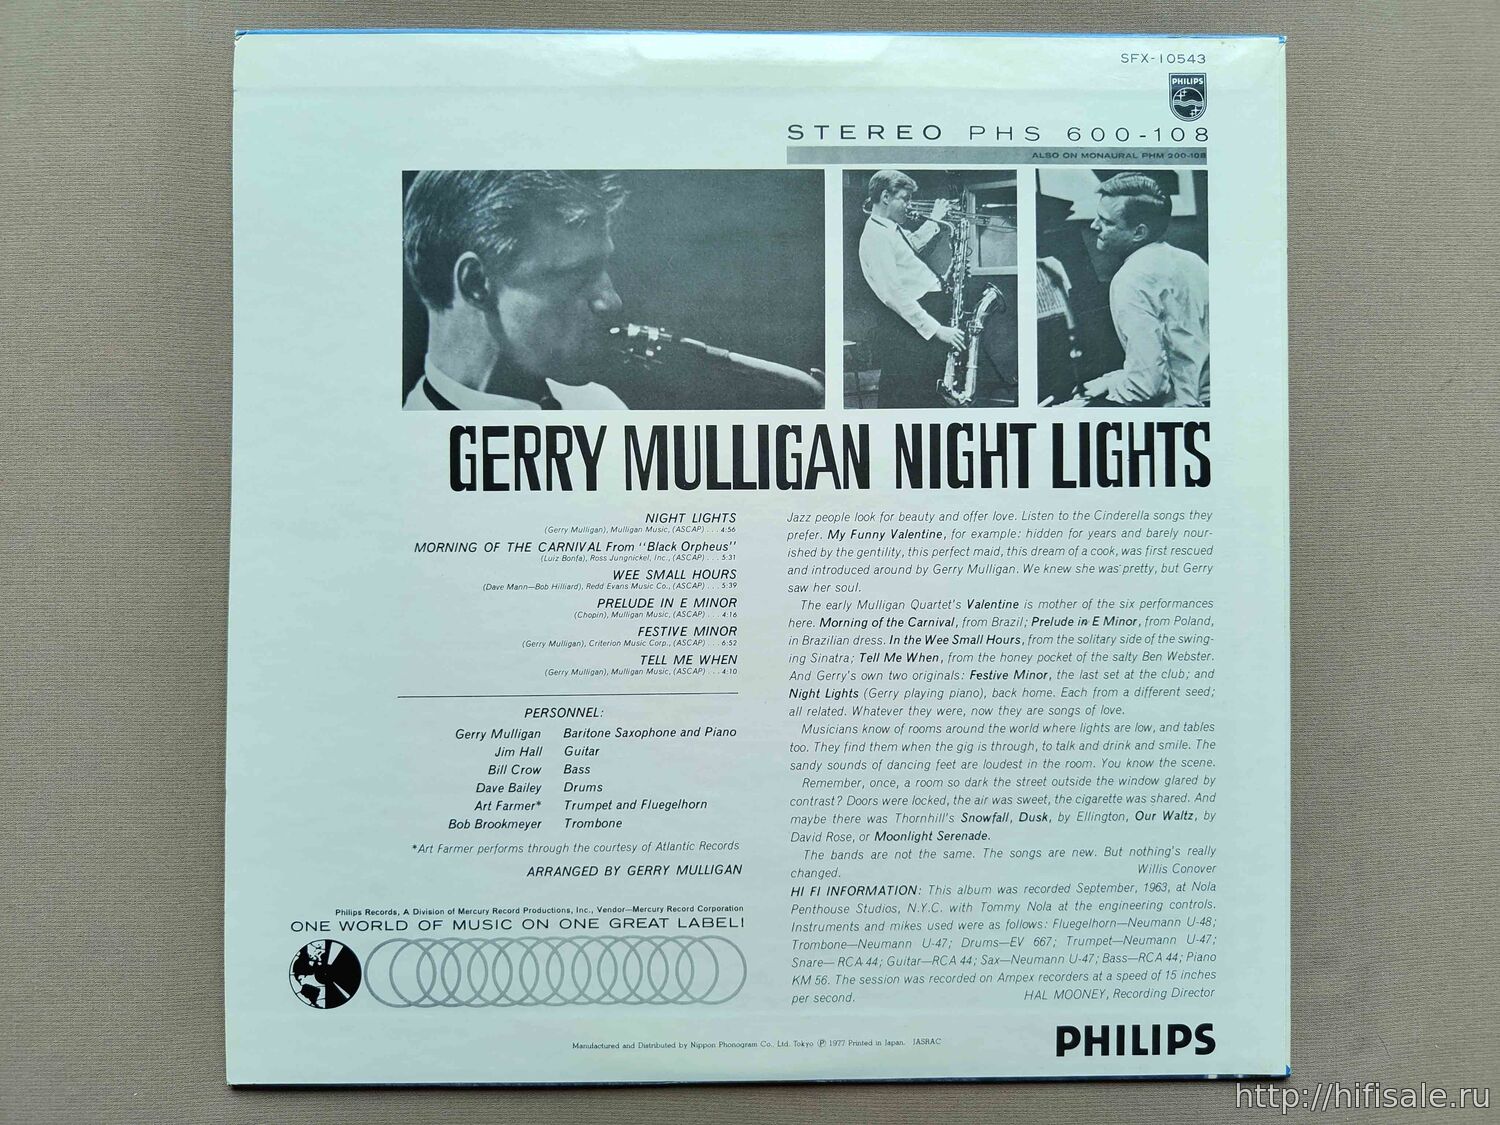 SFX-10543
PHILIPS
STEREO PHS 600-108
ALSO ON MONAURAL PHM 200-108
GERRY MULLIGAN NIGHT LIGHTS
NIGHT LIGHTS
(Gerry Mulligan), Mulligan Music, (ASCAP) . . . 4:56
MORNING OF THE CARNIVAL From "Black Orpheus"
(Luiz Bonfa), Ross Jungnickel, Inc., (ASCAP) . . . 5:31
WEE SMALL HOURS
(Dave Mann—Bob Hilliard), Redd Evans Music Co., (ASCAP) . . . 5:39
PRELUDE IN E MINOR
(Chopin), Mulligan Music, (ASCAP) . . . 4:16
FESTIVE MINOR
(Gerry Mulligan), Criterion Music Corp., (ASCAP) . . . 6:52
TELL ME WHEN
(Gerry Mulligan), Mulligan Music, (ASCAP) . . . 4:10
PERSONNEL:
Gerry Mulligan Baritone Saxophone and Piano
Jim Hall Guitar
Bill Crow Bass
Dave Bailey Drums
Art Farmer* Trumpet and Fluegelhorn
Bob Brookmeyer Trombone
*Art Farmer performs through the courtesy of Atlantic Records
ARRANGED BY GERRY MULLIGAN
Philips Records, A Division of Mercury Record Productions, Inc., Vendor—Mercury Record Corporation
ONE WORLD OF MUSIC ON ONE GREAT LABEL!
Jazz people look for beauty and offer love. Listen to the Cinderella songs they
prefer. My Funny Valentine, for example: hidden for years and barely nour-
ished by the gentility, this perfect maid, this dream of a cook, was first rescued
and introduced around by Gerry Mulligan. We knew she was pretty, but Gerry
saw her soul.
The early Mulligan Quartet's Valentine is mother of the six performances
here. Morning of the Carnival, from Brazil; Prelude in E Minor, from Poland,
in Brazilian dress. In the Wee Small Hours, from the solitary side of the swing-
ing Sinatra; Tell Me When, from the honey pocket of the salty Ben Webster.
And Gerry's own two originals: Festive Minor, the last set at the club; and
Night Lights (Gerry playing piano), back home. Each from a different seed;
all related. Whatever they were, now they are songs of love.
Musicians know of rooms around the world where lights are low, and tables
too. They find them when the gig is through, to talk and drink and smile. The
sandy sounds of dancing feet are loudest in the room. You know the scene.
Remember, once, a room so dark the street outside the window glared by
contrast? Doors were locked, the air was sweet, the cigarette was shared. And
maybe there was Thornhill's Snowfall, Dusk, by Ellington, Our Waltz, by
David Rose, or Moonlight Serenade.
The bands are not the same. The songs are new. But nothing's really
changed. Willis Conover
HI FI INFORMATION: This album was recorded September, 1963, at Nola
Penthouse Studios, N.Y.C. with Tommy Nola at the engineering controls.
Instruments and mikes used were as follows: Fluegelhorn—Neumann U-48;
Trombone—Neumann U-47; Drums—EV 667; Trumpet—Neumann U-47;
Snare—RCA 44; Guitar—RCA 44; Sax—Neumann U-47; Bass—RCA 44; Piano
KM 56. The session was recorded on Ampex recorders at a speed of 15 inches
per second. HAL MOONEY, Recording Director
PHILIPS
Manufactured and Distributed by Nippon Phonogram Co., Ltd. Tokyo Ⓟ 1977 Printed in Japan. JASRAC
http://hifisale.ru